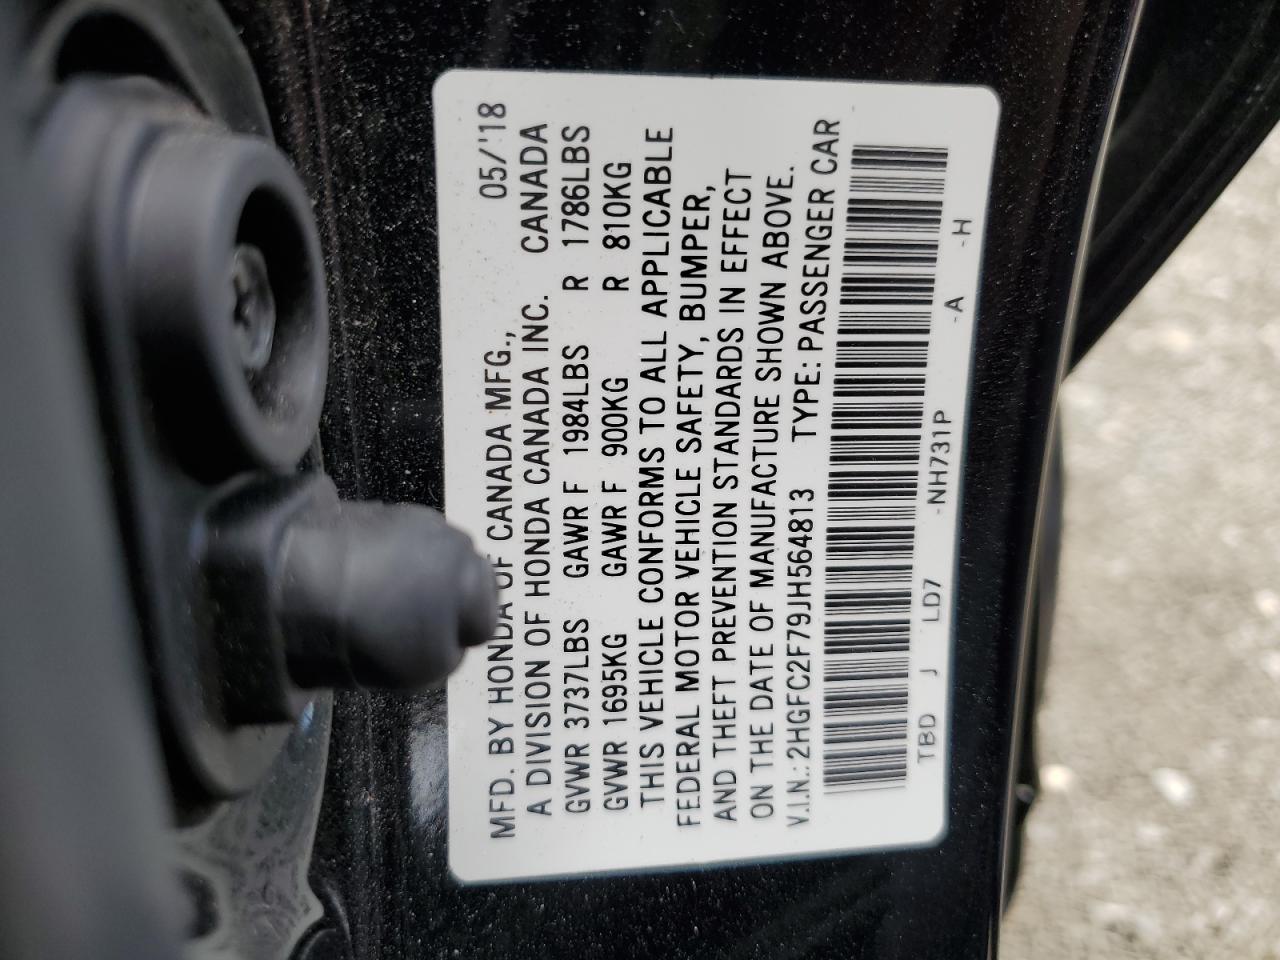 MFD. BY HONDA OF CANADA MFG., 05/'18
A DIVISION OF HONDA CANADA INC. CANADA
GVWR 3737LBS GAWR F 1984LBS R 1786LBS
GVWR 1695KG GAWR F 900KG R 810KG
THIS VEHICLE CONFORMS TO ALL APPLICABLE
FEDERAL MOTOR VEHICLE SAFETY, BUMPER,
AND THEFT PREVENTION STANDARDS IN EFFECT
ON THE DATE OF MANUFACTURE SHOWN ABOVE.
V.I.N.: 2HGFC2F79JH564813 TYPE: PASSENGER CAR
TBD J LD7 -NH731P -A -H